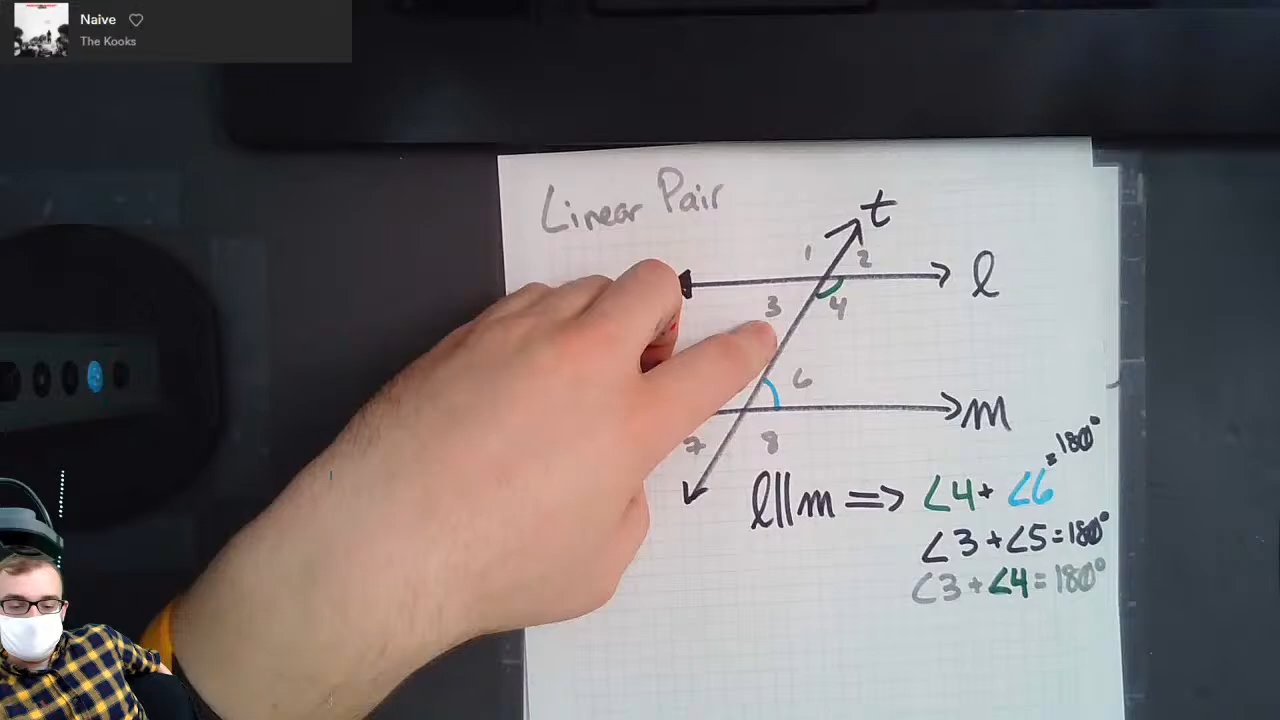 Naive
The Kooks
Linear Pair
t
1 2
l
3 4
6
m
7 8
l||m => ∠4+ ∠6 =180°
∠3+∠5=180°
∠3+∠4=180°